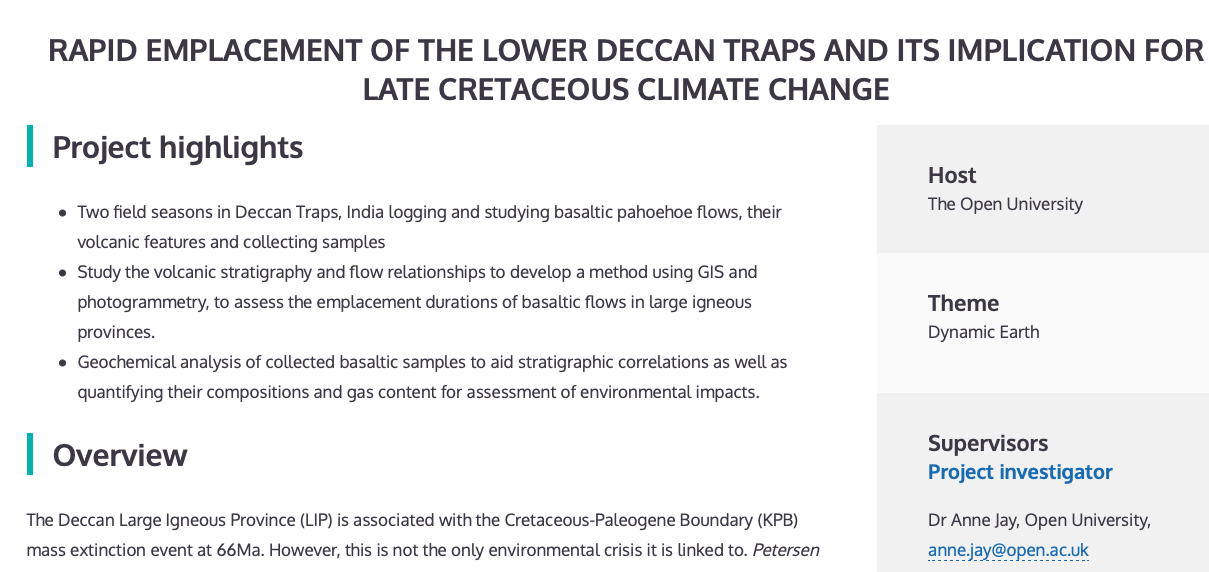 RAPID EMPLACEMENT OF THE LOWER DECCAN TRAPS AND ITS IMPLICATION FOR
LATE CRETACEOUS CLIMATE CHANGE
Project highlights
• Two field seasons in Deccan Traps, India logging and studying basaltic pahoehoe flows, their
volcanic features and collecting samples
• Study the volcanic stratigraphy and flow relationships to develop a method using GIS and
photogrammetry, to assess the emplacement durations of basaltic flows in large igneous
provinces.
• Geochemical analysis of collected basaltic samples to aid stratigraphic correlations as well as
quantifying their compositions and gas content for assessment of environmental impacts.
Overview
The Deccan Large Igneous Province (LIP) is associated with the Cretaceous-Paleogene Boundary (KPB)
mass extinction event at 66Ma. However, this is not the only environmental crisis it is linked to. Petersen
Host
The Open University
Theme
Dynamic Earth
Supervisors
Project investigator
Dr Anne Jay, Open University,
anne.jay@open.ac.uk